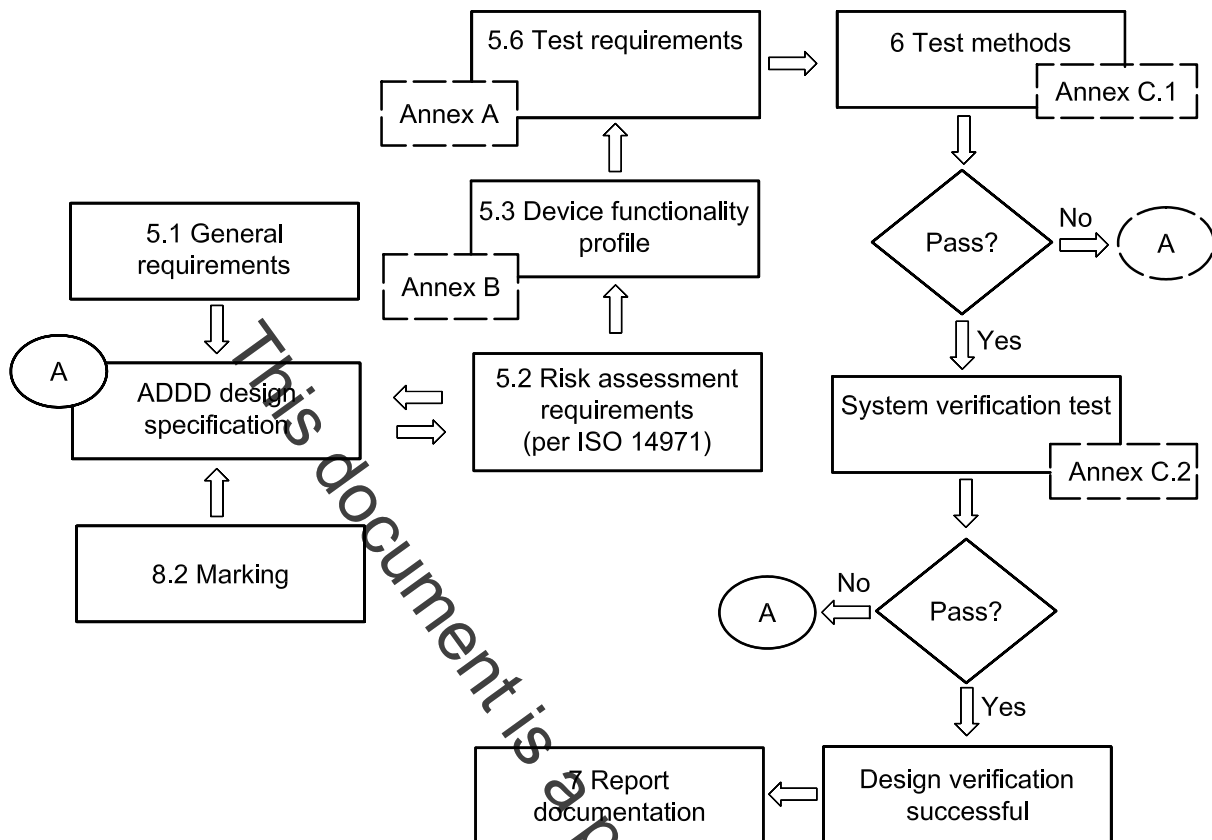 5.6 Test requirements
Annex A
6 Test methods
Annex C.1
5.3 Device functionality
profile
Annex B
Pass?
No
A
Yes
5.1 General
requirements
A
ADDD design
specification
5.2 Risk assessment
requirements
(per ISO 14971)
System verification test
Annex C.2
8.2 Marking
Pass?
No
A
Yes
7 Report
documentation
Design verification
successful
This document is a